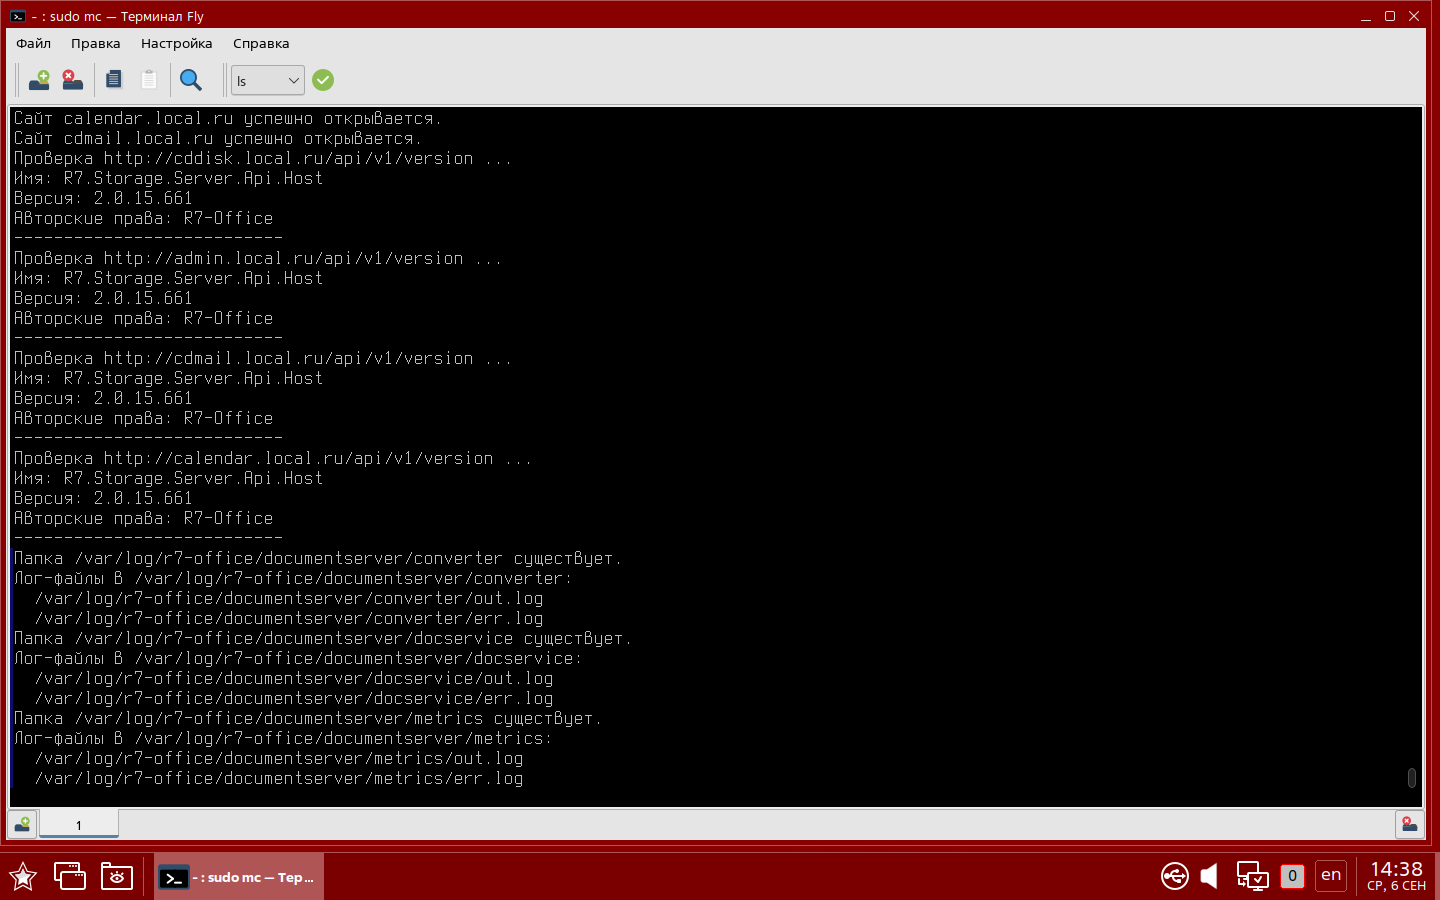 - : sudo mc — Терминал Fly
Файл Правка Настройка Справка
ls
Сайт calendar.local.ru успешно открывается.
Сайт cdmail.local.ru успешно открывается.
Проверка http://cddisk.local.ru/api/v1/version ...
Имя: R7.Storage.Server.Api.Host
Версия: 2.0.15.661
Авторские права: R7-Office
---------------------------
Проверка http://admin.local.ru/api/v1/version ...
Имя: R7.Storage.Server.Api.Host
Версия: 2.0.15.661
Авторские права: R7-Office
---------------------------
Проверка http://cdmail.local.ru/api/v1/version ...
Имя: R7.Storage.Server.Api.Host
Версия: 2.0.15.661
Авторские права: R7-Office
---------------------------
Проверка http://calendar.local.ru/api/v1/version ...
Имя: R7.Storage.Server.Api.Host
Версия: 2.0.15.661
Авторские права: R7-Office
---------------------------
Папка /var/log/r7-office/documentserver/converter существует.
Лог-файлы в /var/log/r7-office/documentserver/converter:
  /var/log/r7-office/documentserver/converter/out.log
  /var/log/r7-office/documentserver/converter/err.log
Папка /var/log/r7-office/documentserver/docservice существует.
Лог-файлы в /var/log/r7-office/documentserver/docservice:
  /var/log/r7-office/documentserver/docservice/out.log
  /var/log/r7-office/documentserver/docservice/err.log
Папка /var/log/r7-office/documentserver/metrics существует.
Лог-файлы в /var/log/r7-office/documentserver/metrics:
  /var/log/r7-office/documentserver/metrics/out.log
  /var/log/r7-office/documentserver/metrics/err.log
1
- : sudo mc — Тер...
0
en
14:38
СР, 6 СЕН